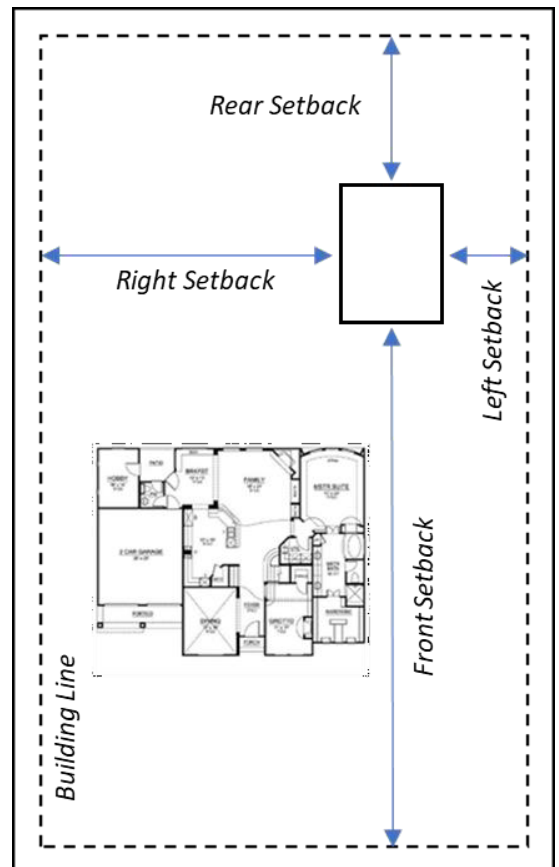 Rear Setback
Right Setback
Left Setback
PATIO
HOBBY
BRKFST
FAMILY
MSTR SUITE
2 CAR GARAGE
PORTICO
DINING
FOYER
PORCH
Front Setback
Building Line